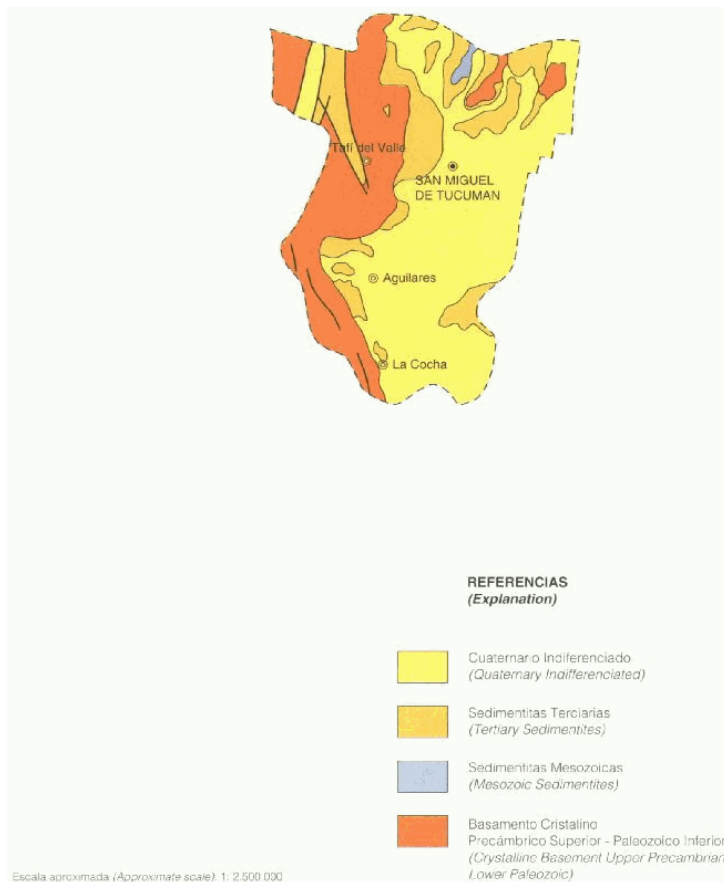 Tafí del Valle
SAN MIGUEL
DE TUCUMAN
Aguilares
La Cocha
REFERENCIAS
(Explanation)
Cuaternario Indiferenciado
(Quaternary Indifferenciated)
Sedimentitas Terciarias
(Tertiary Sedimentites)
Sedimentitas Mesozoicas
(Mesozoic Sedimentites)
Basamento Cristalino
Precámbrico Superior - Paleozoico Inferior
(Crystalline Basement Upper Precambrian
Lower Paleozoic)
Escala aproximada (Approximate scale): 1: 2.500.000